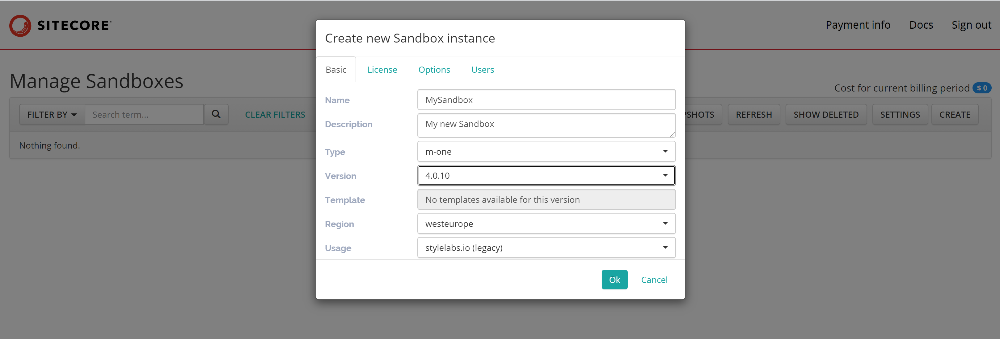 SITECORE
Payment info Docs Sign out
Manage Sandboxes
Cost for current billing period $ 0
FILTER BY Search term... CLEAR FILTERS REFRESH SHOW DELETED SETTINGS CREATE
Nothing found.
Create new Sandbox instance
Basic License Options Users
Name MySandbox
Description My new Sandbox
Type m-one
Version 4.0.10
Template No templates available for this version
Region westeurope
Usage stylelabs.io (legacy)
Ok Cancel